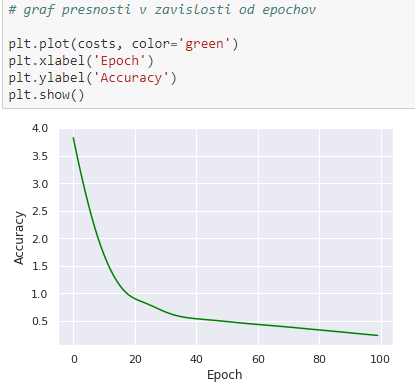 # graf presnosti v zavislosti od epochov
plt.plot(costs, color='green')
plt.xlabel('Epoch')
plt.ylabel('Accuracy')
plt.show()
4.0
3.5
3.0
2.5
2.0
1.5
1.0
0.5
Accuracy
0 20 40 60 80 100
Epoch